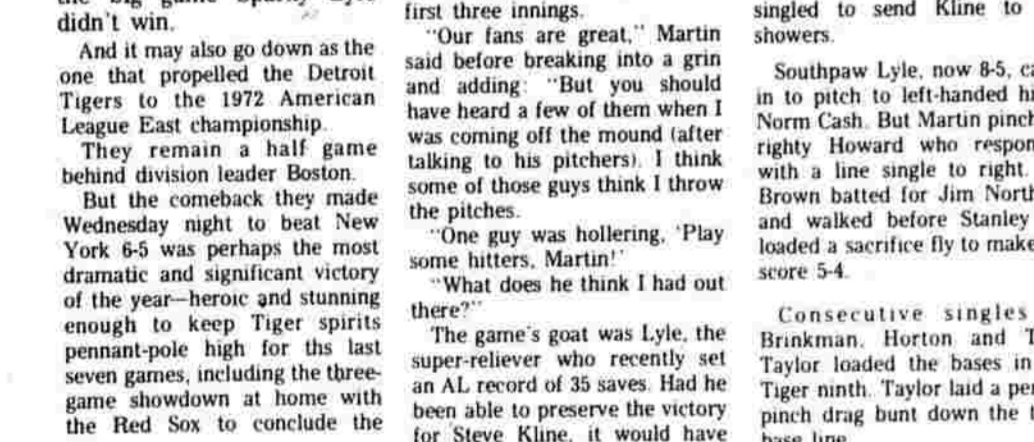 didn't win.
And it may also go down as the
one that propelled the Detroit
Tigers to the 1972 American
League East championship.
They remain a half game
behind division leader Boston.
But the comeback they made
Wednesday night to beat New
York 6-5 was perhaps the most
dramatic and significant victory
of the year—heroic and stunning
enough to keep Tiger spirits
pennant-pole high for ths last
seven games, including the three-
game showdown at home with
the Red Sox to conclude the
first three innings.
"Our fans are great," Martin
said before breaking into a grin
and adding: "But you should
have heard a few of them when I
was coming off the mound (after
talking to his pitchers). I think
some of those guys think I throw
the pitches.
"One guy was hollering, 'Play
some hitters, Martin!'
"What does he think I had out
there?"
The game's goat was Lyle, the
super-reliever who recently set
an AL record of 35 saves. Had he
been able to preserve the victory
for Steve Kline, it would have
singled to send Kline to
showers.
Southpaw Lyle, now 8-5,
in to pitch to left-handed
Norm Cash. But Martin pinch
righty Howard who
with a line single to right.
Brown batted for Jim
and walked before Stanley
loaded a sacrifice fly to make
score 5-4.
Consecutive singles
Brinkman, Horton and
Taylor loaded the bases in
Tiger ninth. Taylor laid a
pinch drag bunt down the
base line